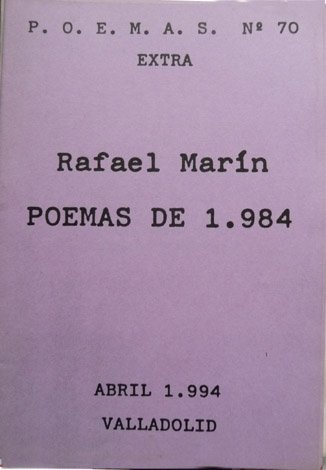 P. O. E. M. A. S. Nº 70
EXTRA
Rafael Marín
POEMAS DE 1.984
ABRIL 1.994
VALLADOLID